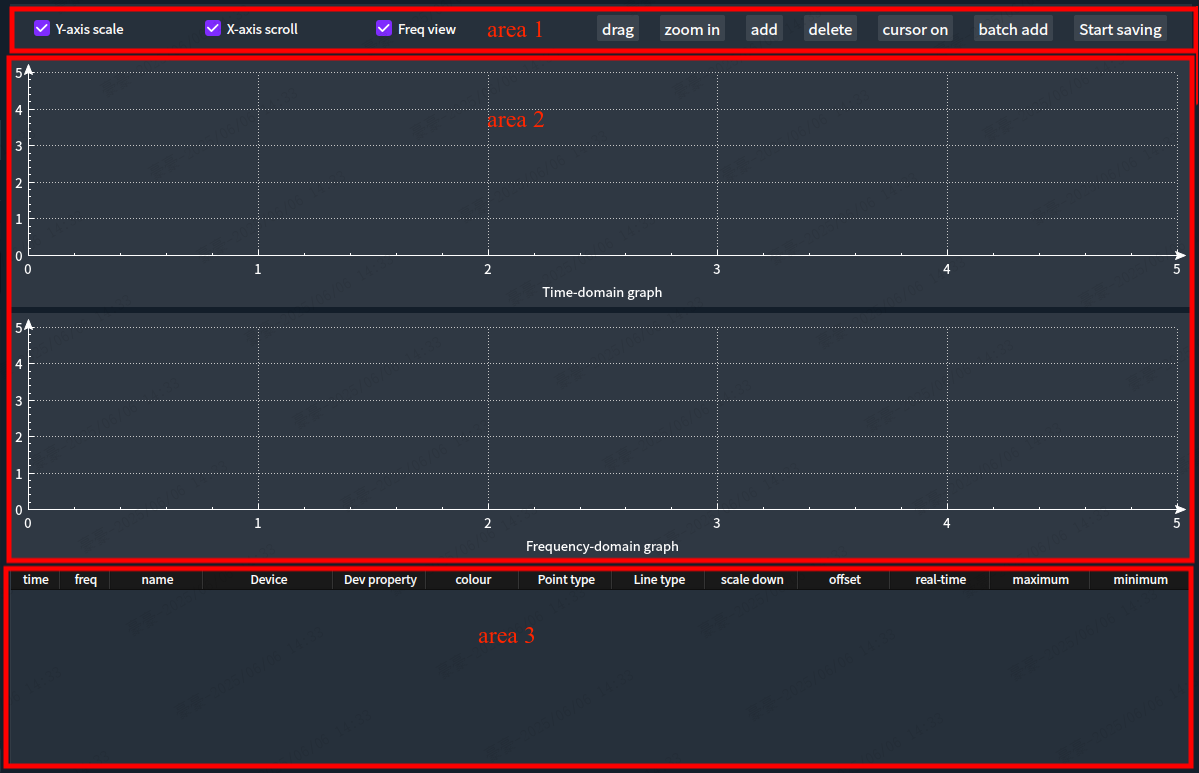 Y-axis scale X-axis scroll Freq view area 1 drag zoom in add delete cursor on batch add Start saving
5
area 2
4
3
2
1
0
0 1 2 3 4 5
Time-domain graph
5
4
3
2
1
0
0 1 2 3 4 5
Frequency-domain graph
time freq name Device Dev property colour Point type Line type scale down offset real-time maximum minimum
area 3